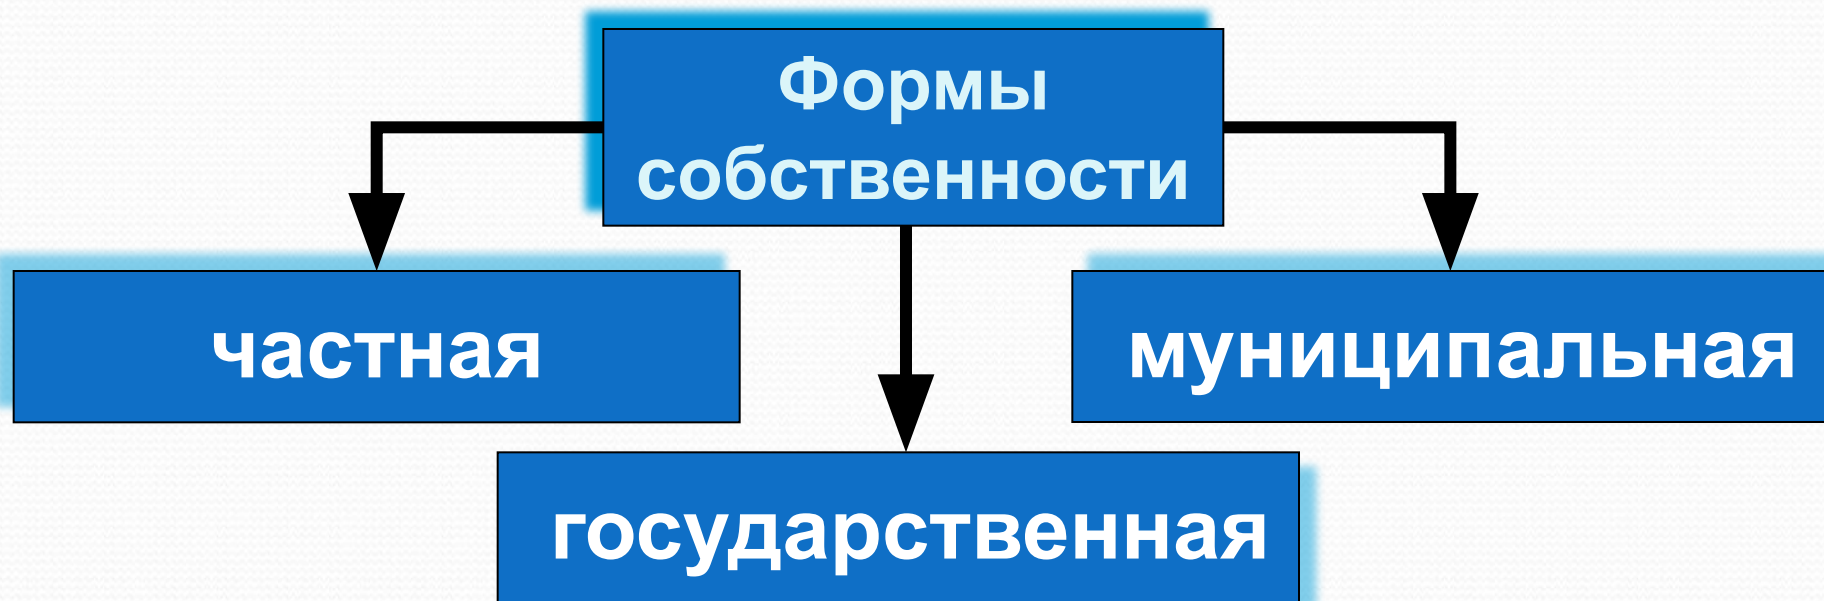 Формы
собственности
частная
муниципальная
государственная